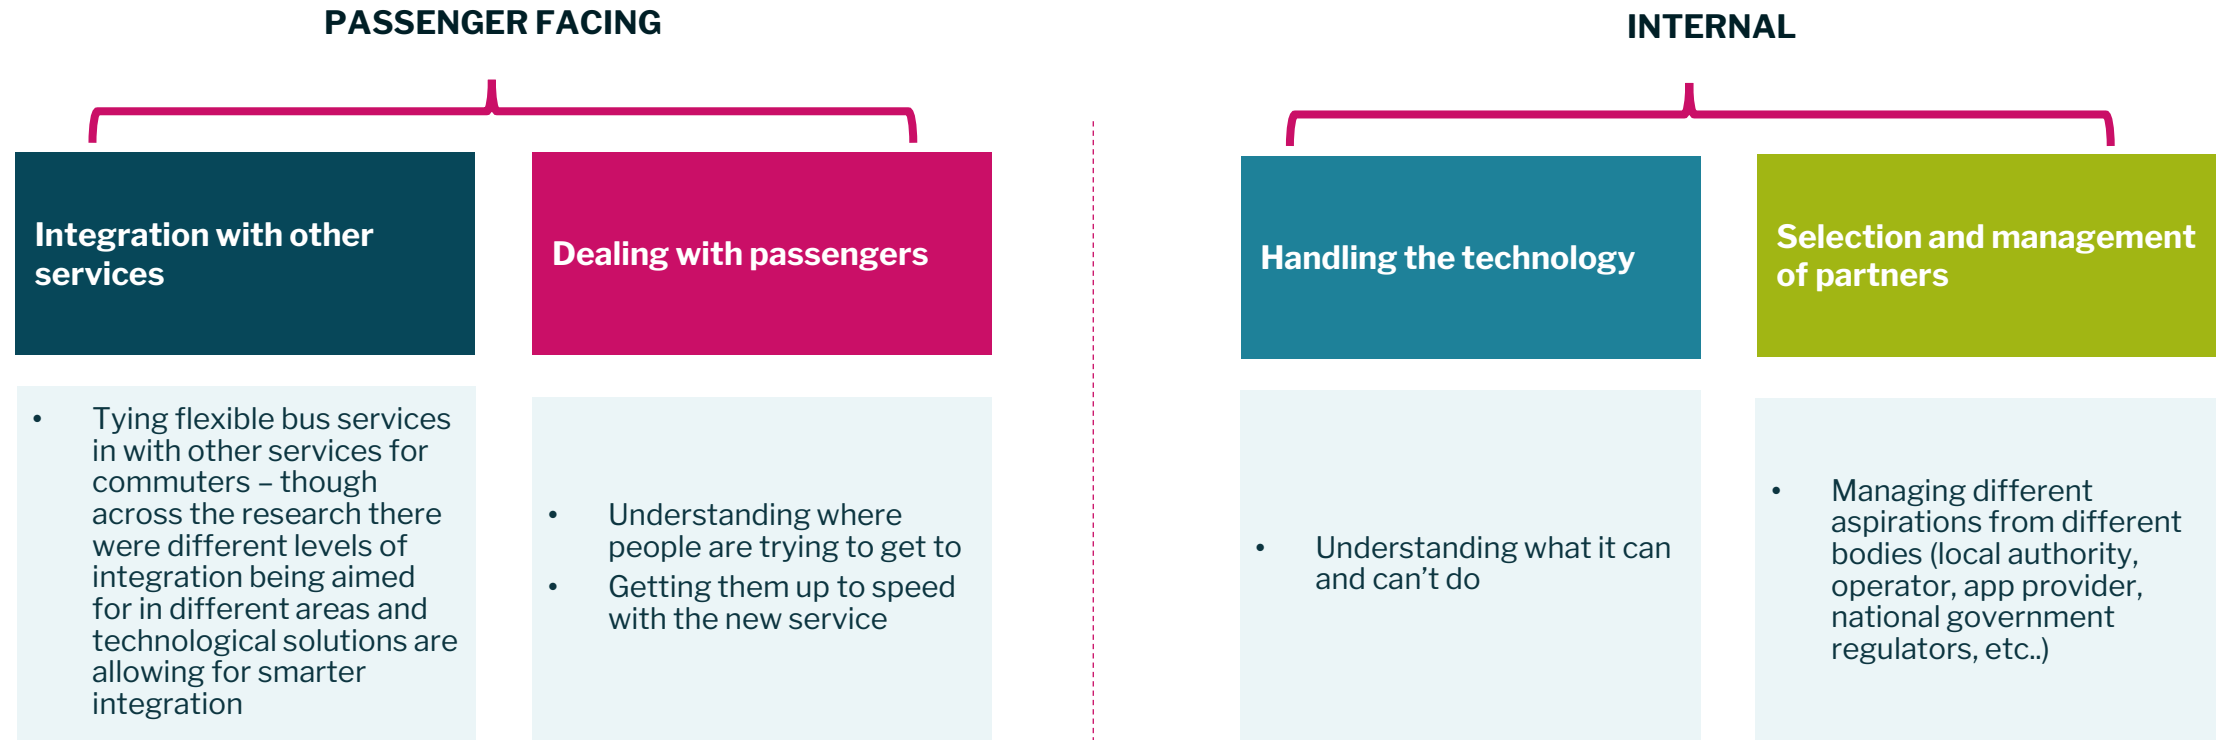 PASSENGER FACING
Integration with other
services
Dealing with passengers
• Tying flexible bus services
in with other services for
commuters – though
across the research there
were different levels of
integration being aimed
for in different areas and
technological solutions are
allowing for smarter
integration
• Understanding where
people are trying to get to
• Getting them up to speed
with the new service
INTERNAL
Handling the technology
Selection and management
of partners
• Understanding what it can
and can’t do
• Managing different
aspirations from different
bodies (local authority,
operator, app provider,
national government
regulators, etc..)